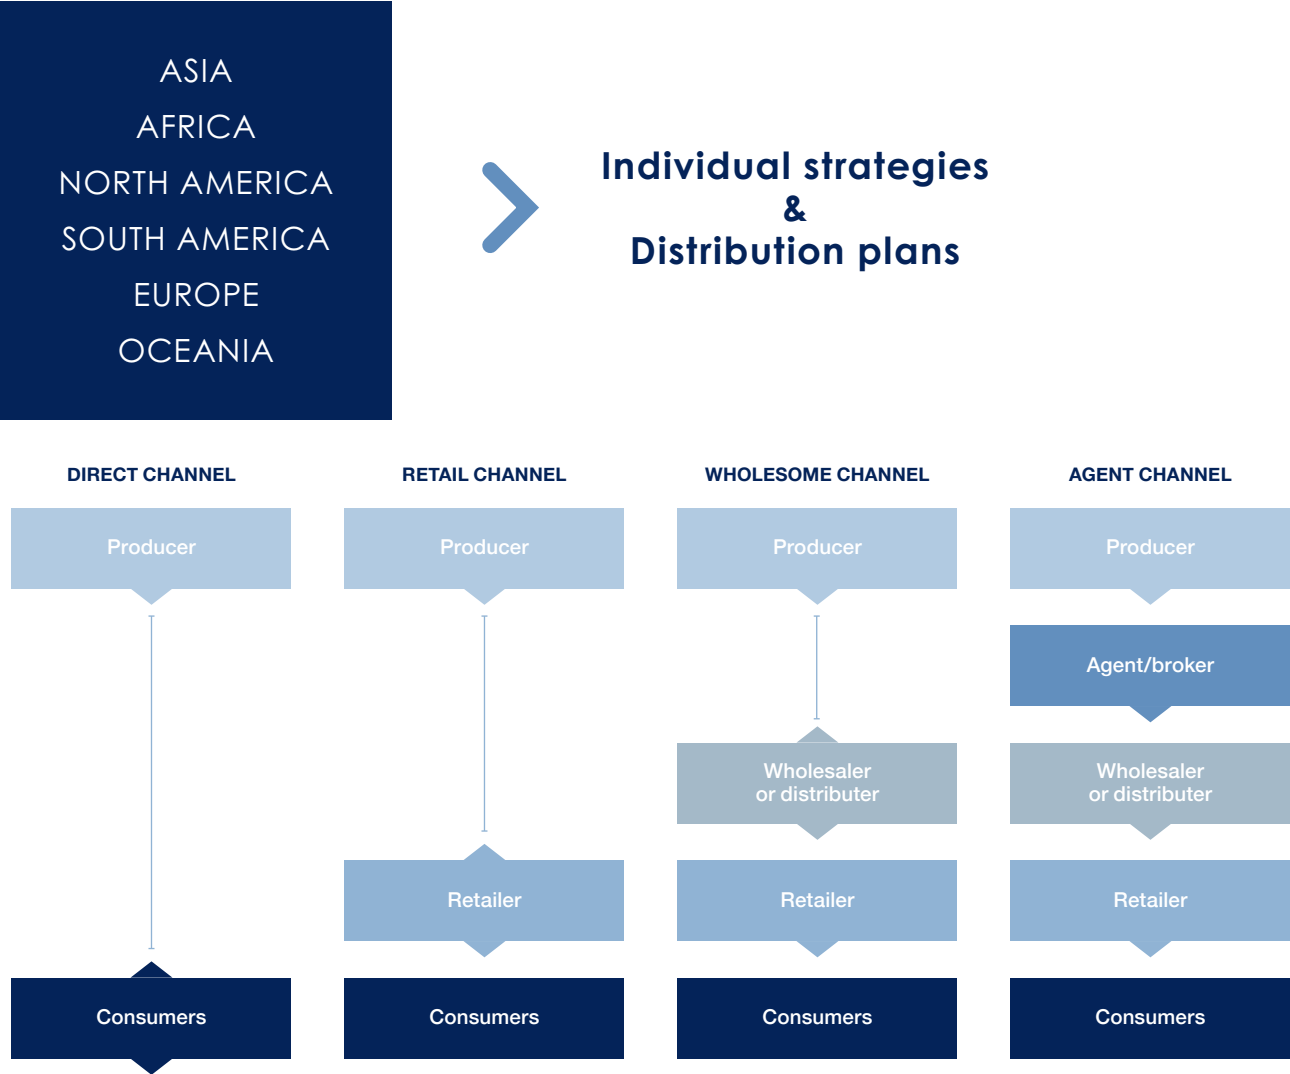 ASIA
AFRICA
NORTH AMERICA
SOUTH AMERICA
EUROPE
OCEANIA
Individual strategies
&
Distribution plans
DIRECT CHANNEL
Producer
Consumers
RETAIL CHANNEL
Producer
Retailer
Consumers
WHOLESOME CHANNEL
Producer
Wholesaler
or distributer
Retailer
Consumers
AGENT CHANNEL
Producer
Agent/broker
Wholesaler
or distributer
Retailer
Consumers